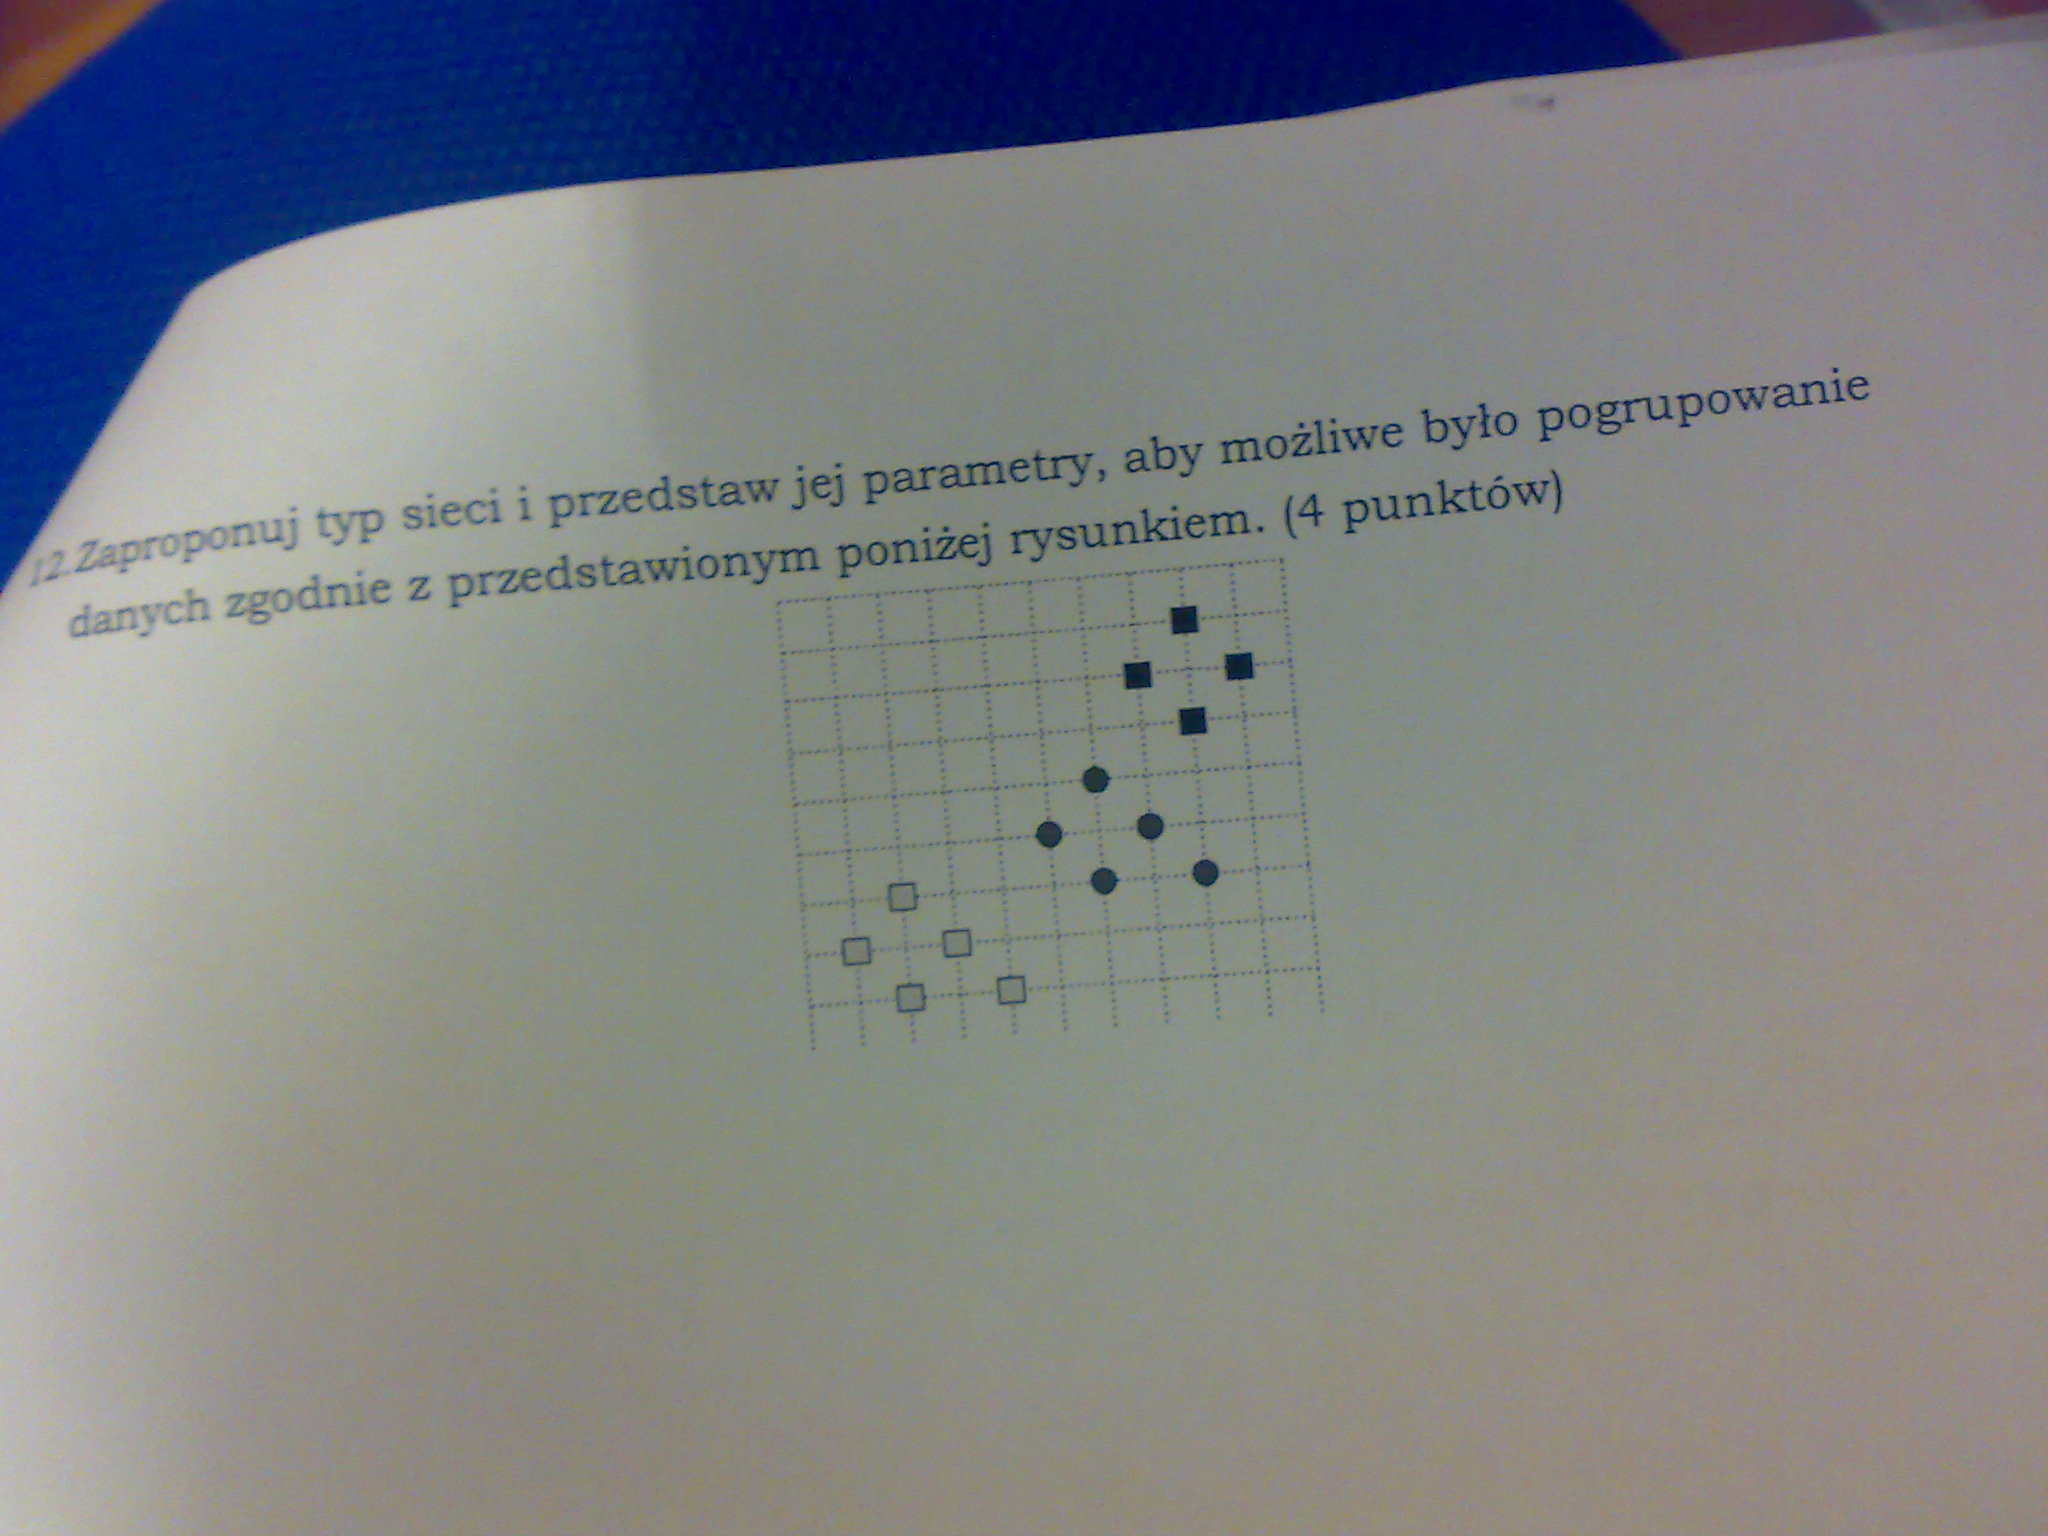 12. Zaproponuj typ sieci i przedstaw jej parametry, aby możliwe było pogrupowanie
danych zgodnie z przedstawionym poniżej rysunkiem. (4 punktów)